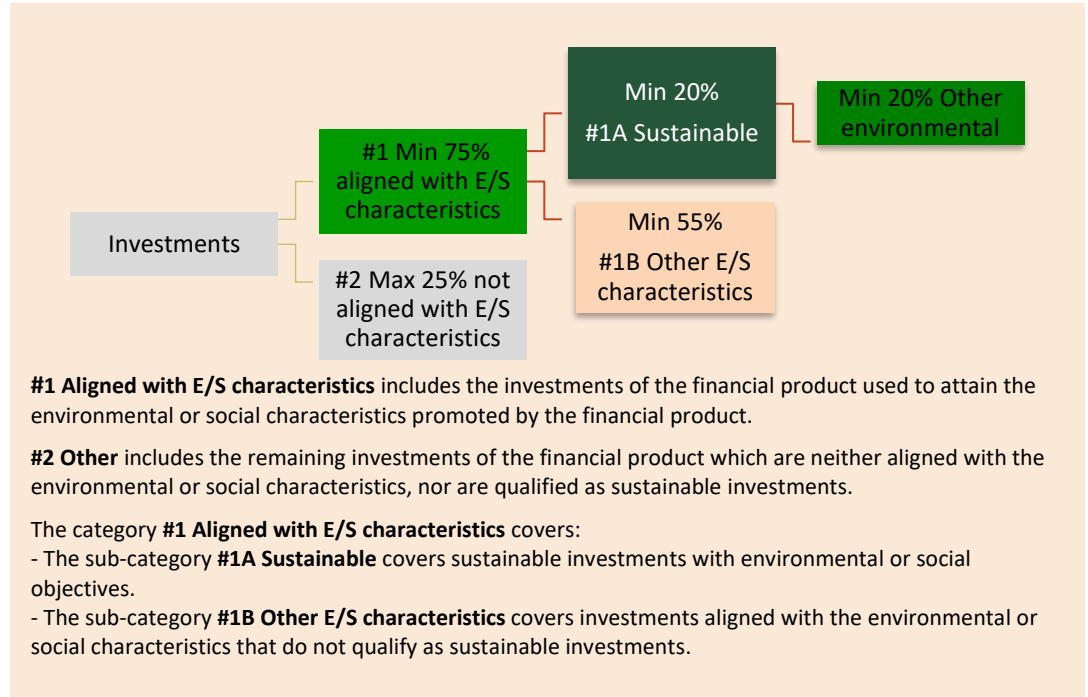 Min 20%
#1A Sustainable
Min 20% Other
environmental
#1 Min 75%
aligned with E/S
characteristics
Min 55%
#1B Other E/S
characteristics
Investments
#2 Max 25% not
aligned with E/S
characteristics
#1 Aligned with E/S characteristics includes the investments of the financial product used to attain the
environmental or social characteristics promoted by the financial product.
#2 Other includes the remaining investments of the financial product which are neither aligned with the
environmental or social characteristics, nor are qualified as sustainable investments.
The category #1 Aligned with E/S characteristics covers:
- The sub-category #1A Sustainable covers sustainable investments with environmental or social
objectives.
- The sub-category #1B Other E/S characteristics covers investments aligned with the environmental or
social characteristics that do not qualify as sustainable investments.